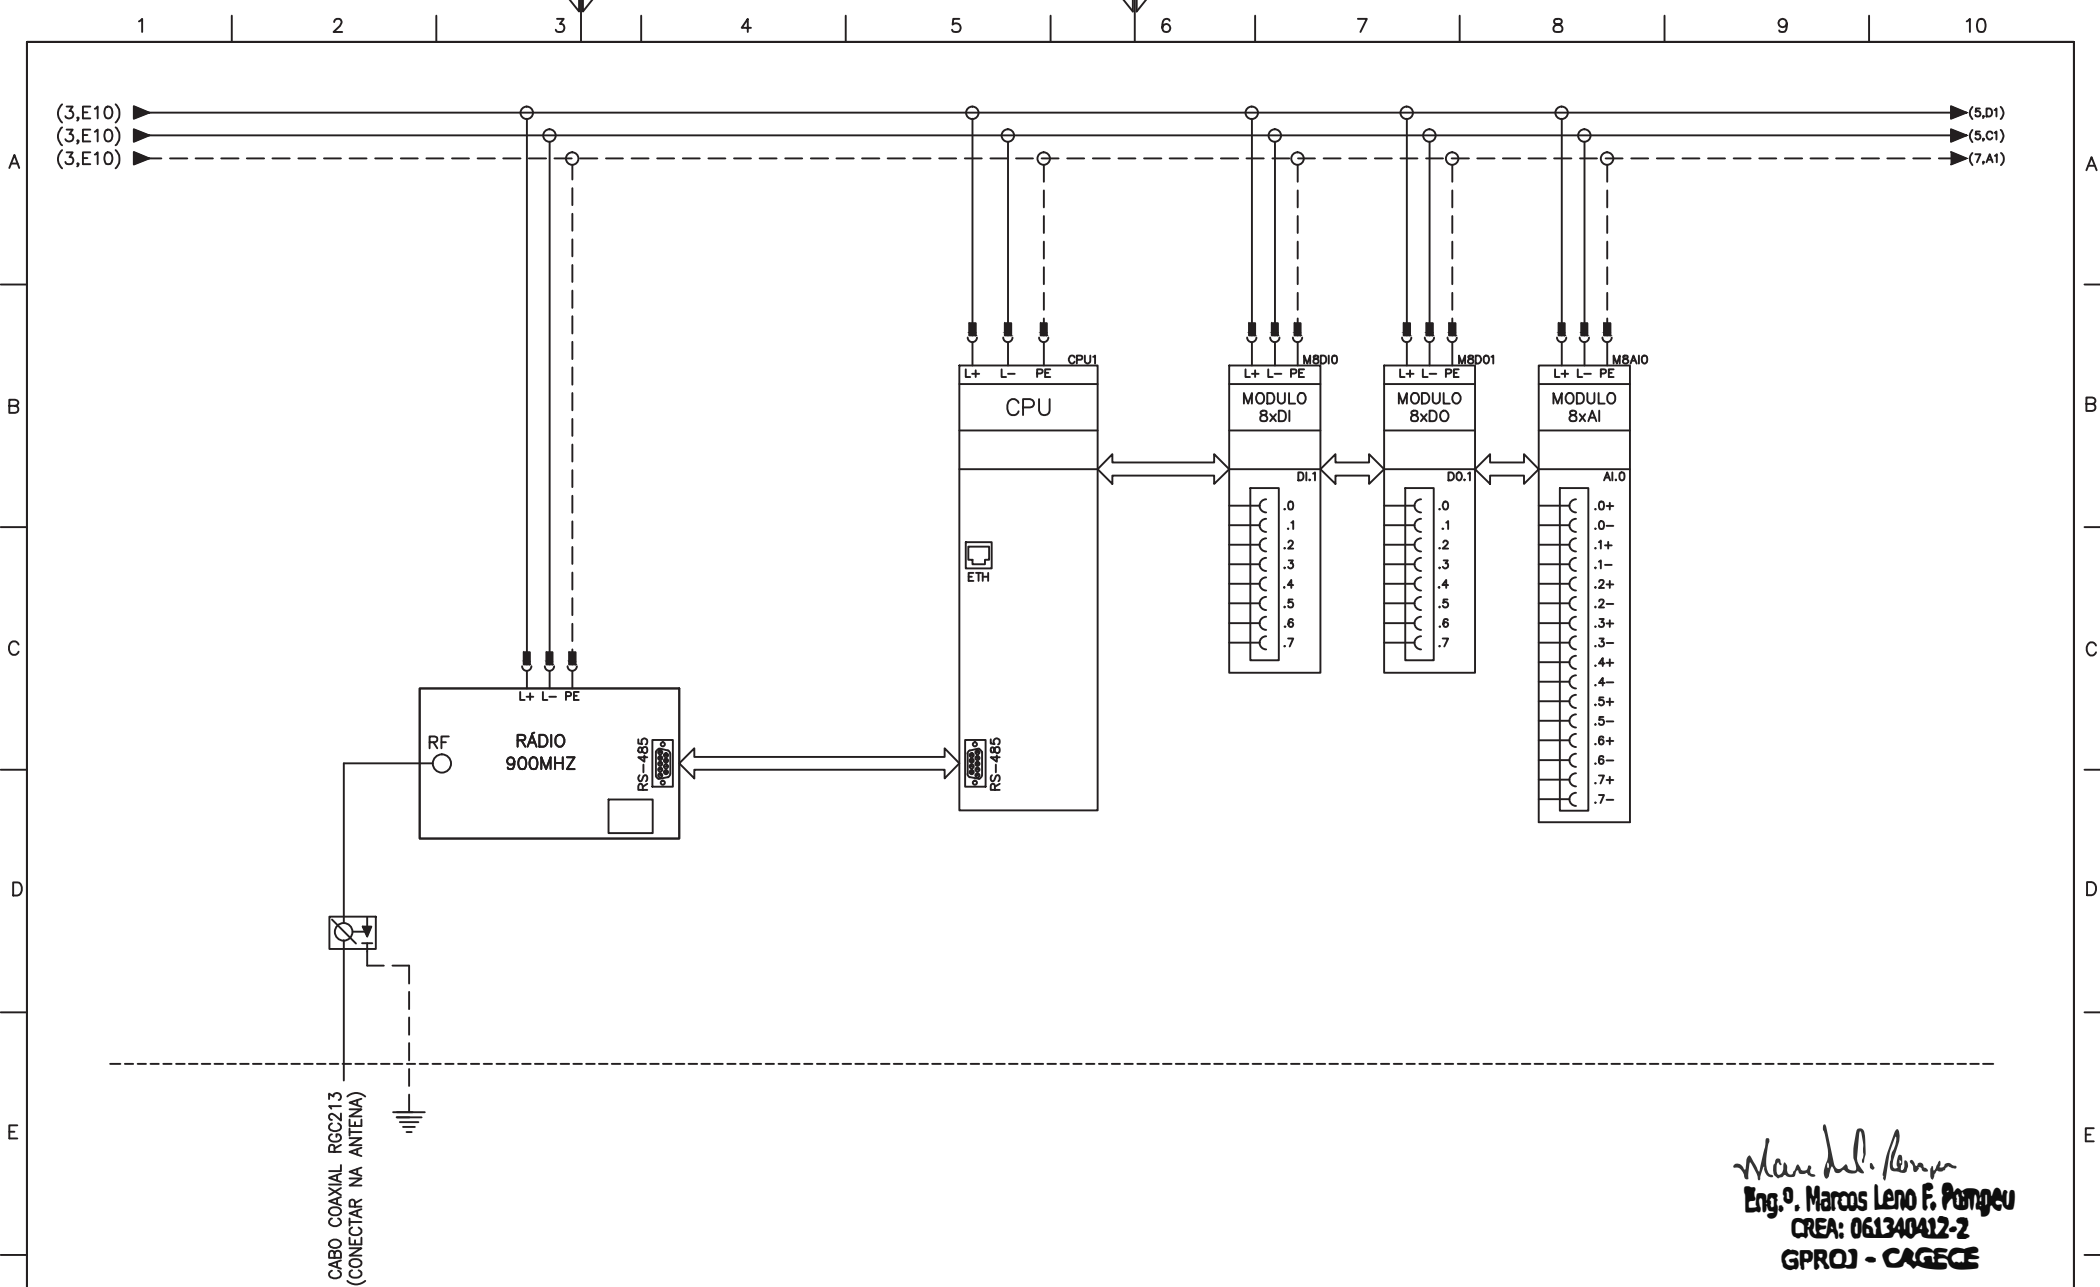 1 2 3 4 5 6 7 8 9 10
(3,E10) (5,D1)
(3,E10) (5,C1)
(3,E10) (7,A1)
A A
B B
C C
D D
E E
CPU1
L+ L- PE
CPU
ETH
RS-485
M8DI0
L+ L- PE
MODULO
8xDI
DI.1
.0
.1
.2
.3
.4
.5
.6
.7
M8DO1
L+ L- PE
MODULO
8xDO
DO.1
.0
.1
.2
.3
.4
.5
.6
.7
M8AI0
L+ L- PE
MODULO
8xAI
AI.0
.0+
.0-
.1+
.1-
.2+
.2-
.3+
.3-
.4+
.4-
.5+
.5-
.6+
.6-
.7+
.7-
L+ L- PE
RF
RÁDIO
900MHZ
RS-485
CABO COAXIAL RGC213
(CONECTAR NA ANTENA)
Eng.º. Marcos Leno F. Pompeu
CREA: 061340412-2
GPROJ - CAGECE